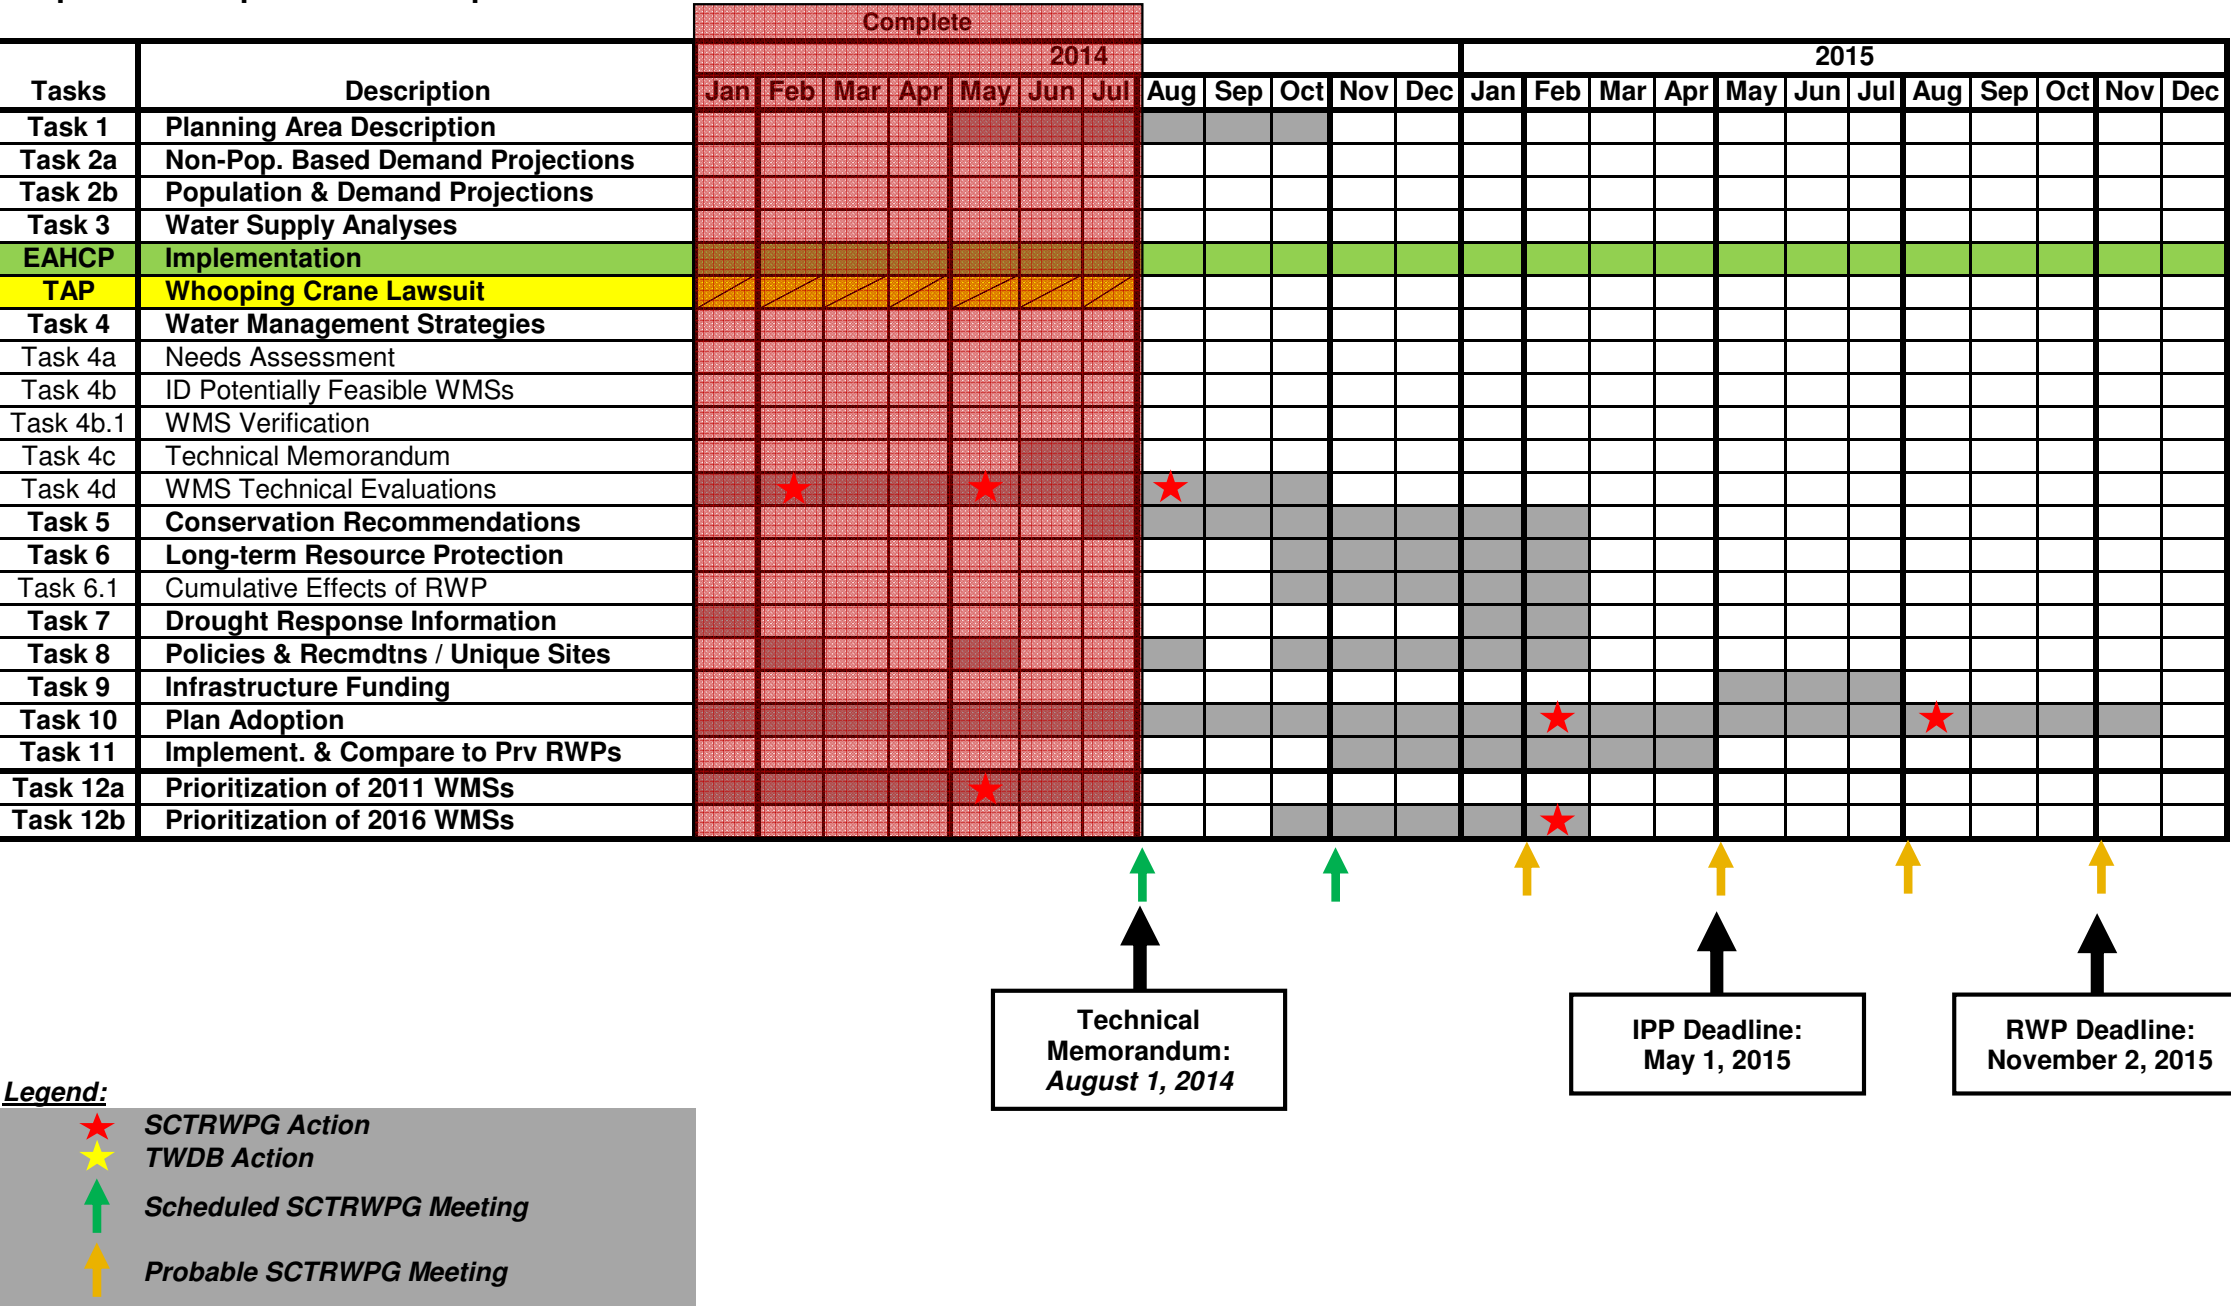 Complete
2014 2015
Tasks Description Jan Feb Mar Apr May Jun Jul Aug Sep Oct Nov Dec Jan Feb Mar Apr May Jun Jul Aug Sep Oct Nov Dec
Task 1 Planning Area Description
Task 2a Non-Pop. Based Demand Projections
Task 2b Population & Demand Projections
Task 3 Water Supply Analyses
EAHCP Implementation
TAP Whooping Crane Lawsuit
Task 4 Water Management Strategies
Task 4a Needs Assessment
Task 4b ID Potentially Feasible WMSs
Task 4b.1 WMS Verification
Task 4c Technical Memorandum
Task 4d WMS Technical Evaluations
Task 5 Conservation Recommendations
Task 6 Long-term Resource Protection
Task 6.1 Cumulative Effects of RWP
Task 7 Drought Response Information
Task 8 Policies & Recmdtns / Unique Sites
Task 9 Infrastructure Funding
Task 10 Plan Adoption
Task 11 Implement. & Compare to Prv RWPs
Task 12a Prioritization of 2011 WMSs
Task 12b Prioritization of 2016 WMSs
Technical
Memorandum:
August 1, 2014
IPP Deadline:
May 1, 2015
RWP Deadline:
November 2, 2015
Legend:
SCTRWPG Action
TWDB Action
Scheduled SCTRWPG Meeting
Probable SCTRWPG Meeting